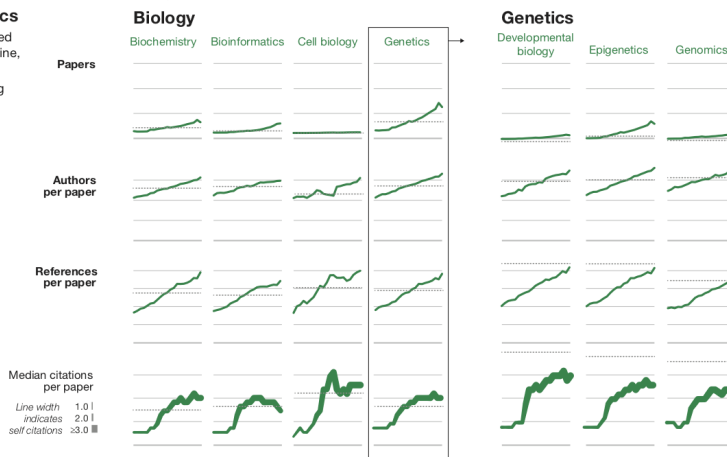 cs
ed
ine,
g
Biology
Genetics
Biochemistry Bioinformatics Cell biology Genetics
Developmental
biology
Epigenetics
Genomics
Papers
Authors
per paper
References
per paper
Median citations
per paper
Line width 1.0
indicates 2.0
self citations ≥3.0